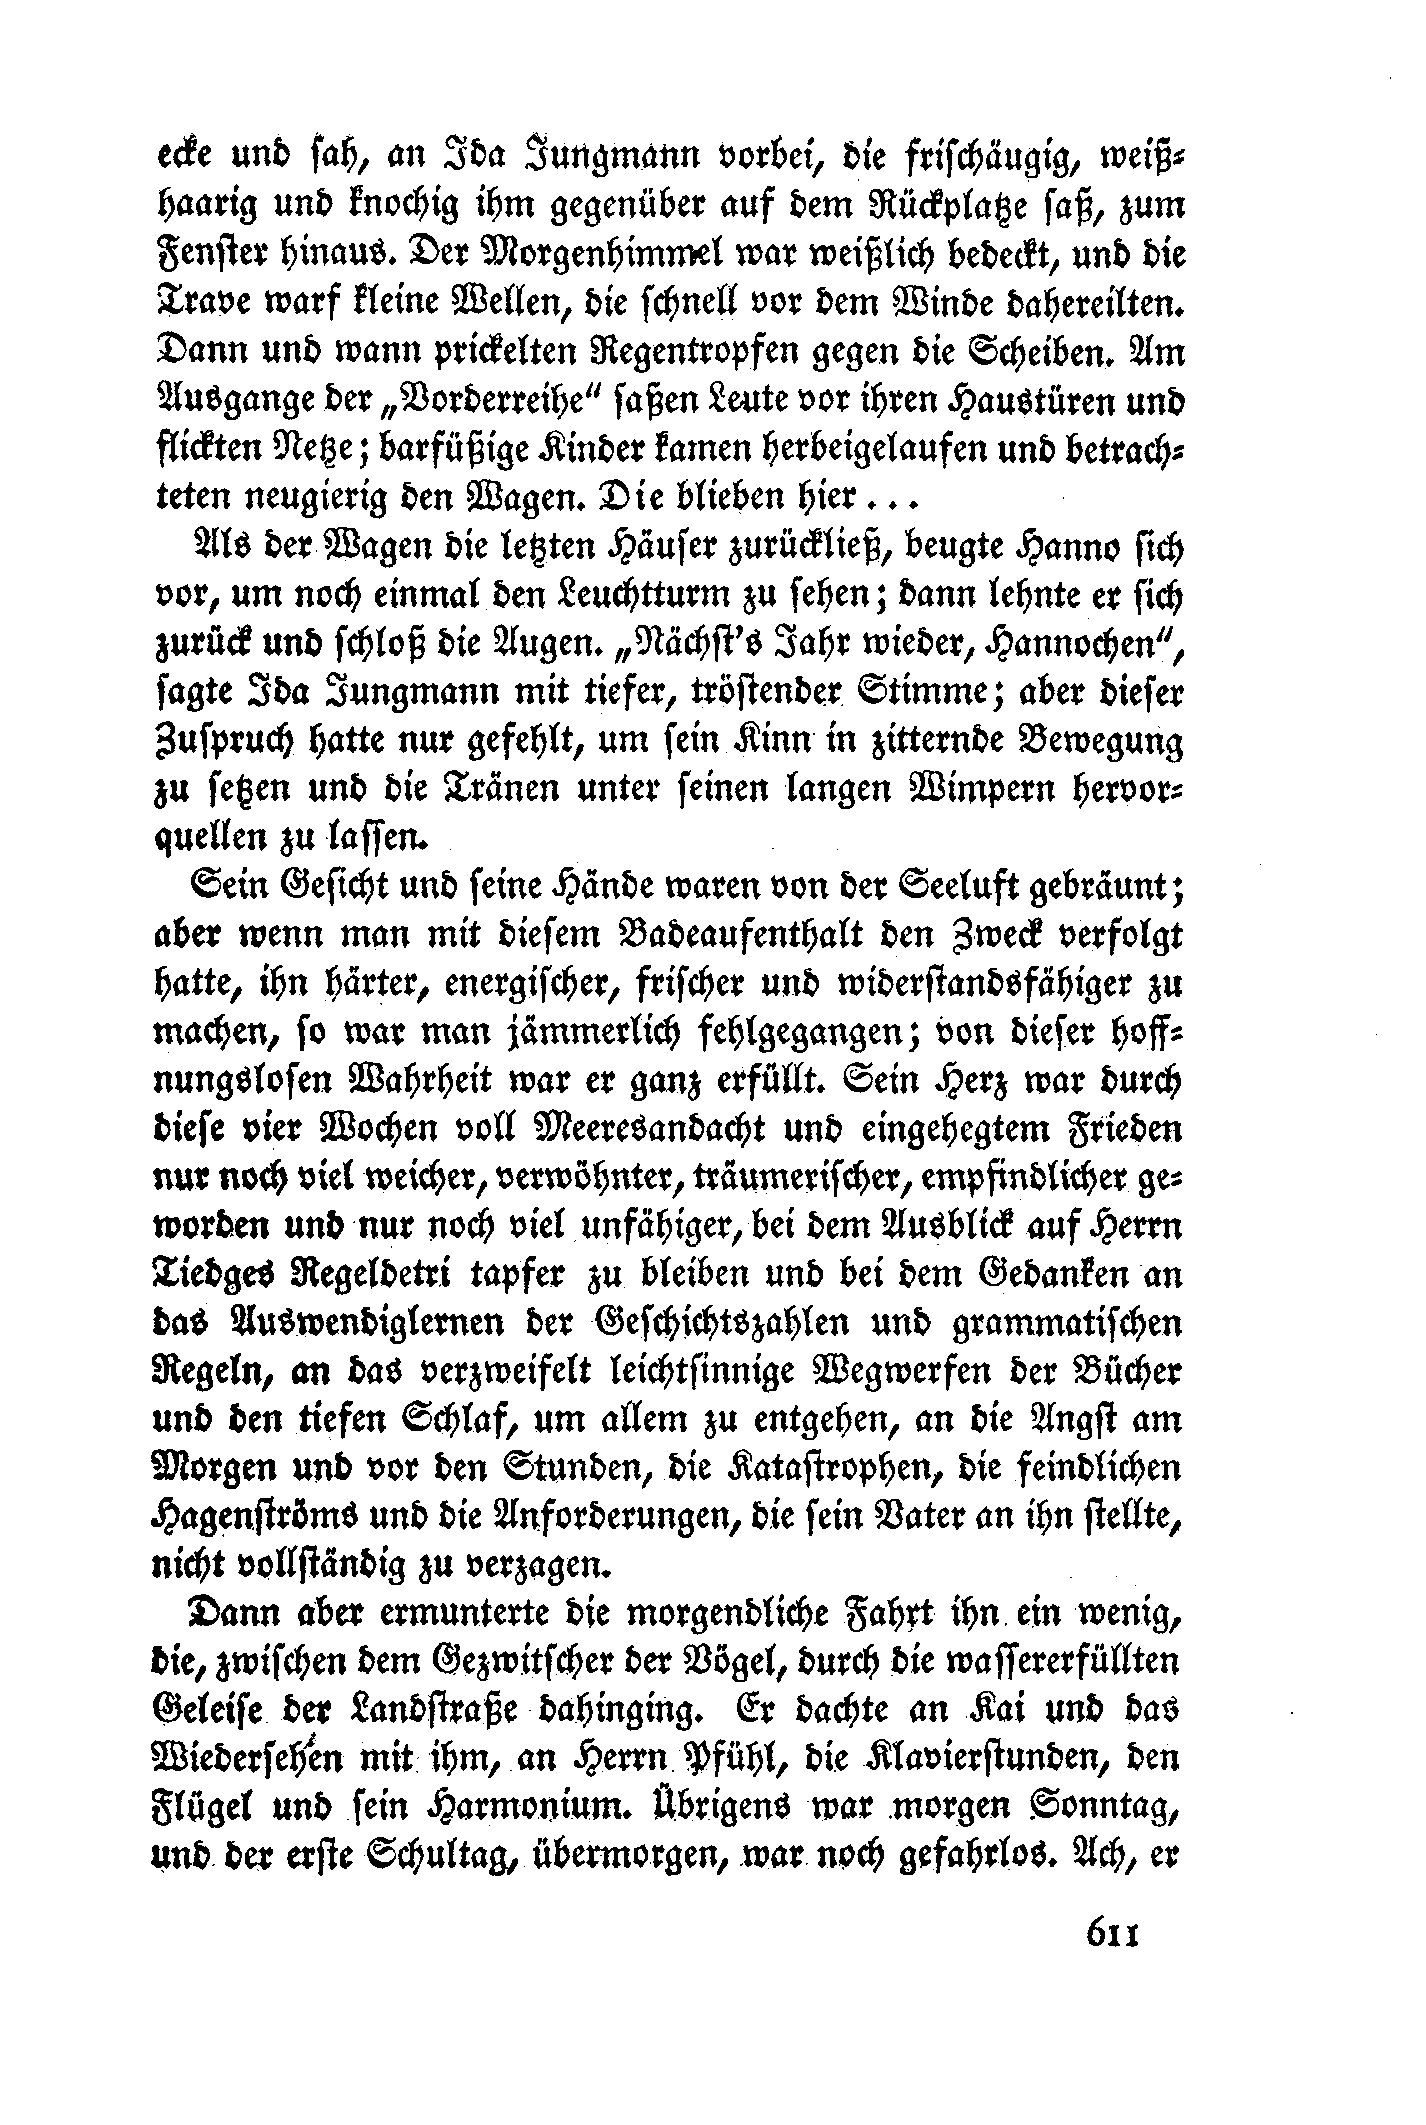 ecke und sah, an Ida Jungmann vorbei, die frischäugig, weiß-
haarig und knochig ihm gegenüber auf dem Rückplatze saß, zum
Fenster hinaus. Der Morgenhimmel war weißlich bedeckt, und die
Trave warf kleine Wellen, die schnell vor dem Winde dahereilten.
Dann und wann prickelten Regentropfen gegen die Scheiben. Am
Ausgange der „Vorderreihe“ saßen Leute vor ihren Haustüren und
flickten Netze; barfüßige Kinder kamen herbeigelaufen und betrach-
teten neugierig den Wagen. Die blieben hier . . .
Als der Wagen die letzten Häuser zurückließ, beugte Hanno sich
vor, um noch einmal den Leuchtturm zu sehen; dann lehnte er sich
zurück und schloß die Augen. „Nächst’s Jahr wieder, Hannochen“,
sagte Ida Jungmann mit tiefer, tröstender Stimme; aber dieser
Zuspruch hatte nur gefehlt, um sein Kinn in zitternde Bewegung
zu setzen und die Tränen unter seinen langen Wimpern hervor-
quellen zu lassen.
Sein Gesicht und seine Hände waren von der Seeluft gebräunt;
aber wenn man mit diesem Badeaufenthalt den Zweck verfolgt
hatte, ihn härter, energischer, frischer und widerstandsfähiger zu
machen, so war man jämmerlich fehlgegangen; von dieser hoff-
nungslosen Wahrheit war er ganz erfüllt. Sein Herz war durch
diese vier Wochen voll Meeresandacht und eingehegtem Frieden
nur noch viel weicher, verwöhnter, träumerischer, empfindlicher ge-
worden und nur noch viel unfähiger, bei dem Ausblick auf Herrn
Tiedges Regeldetri tapfer zu bleiben und bei dem Gedanken an
das Auswendiglernen der Geschichtszahlen und grammatischen
Regeln, an das verzweifelt leichtsinnige Wegwerfen der Bücher
und den tiefen Schlaf, um allem zu entgehen, an die Angst am
Morgen und vor den Stunden, die Katastrophen, die feindlichen
Hagenströms und die Anforderungen, die sein Vater an ihn stellte,
nicht vollständig zu verzagen.
Dann aber ermunterte die morgendliche Fahrt ihn ein wenig,
die, zwischen dem Gezwitscher der Vögel, durch die wassererfüllten
Geleise der Landstraße dahinging. Er dachte an Kai und das
Wiedersehen mit ihm, an Herrn Pfühl, die Klavierstunden, den
Flügel und sein Harmonium. Übrigens war morgen Sonntag,
und der erste Schultag, übermorgen, war noch gefahrlos. Ach, er
611